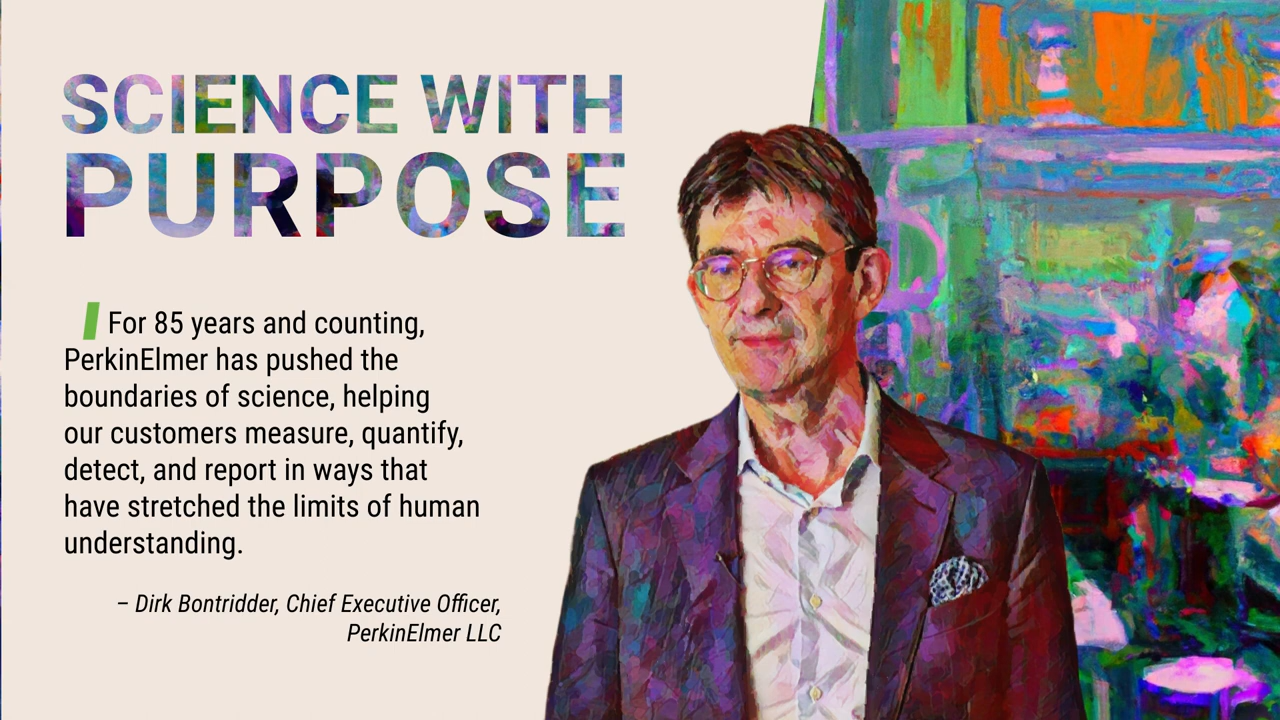 SCIENCE WITH
PURPOSE
For 85 years and counting,
PerkinElmer has pushed the
boundaries of science, helping
our customers measure, quantify,
detect, and report in ways that
have stretched the limits of human
understanding.
– Dirk Bontridder, Chief Executive Officer,
PerkinElmer LLC